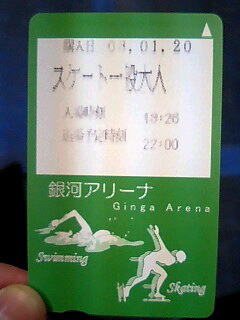 購入日 08.01.20
スケート一般大人
入場時刻 19:26
退場予定時刻 22:00
銀河アリーナ
Ginga Arena
Swimming
Skating